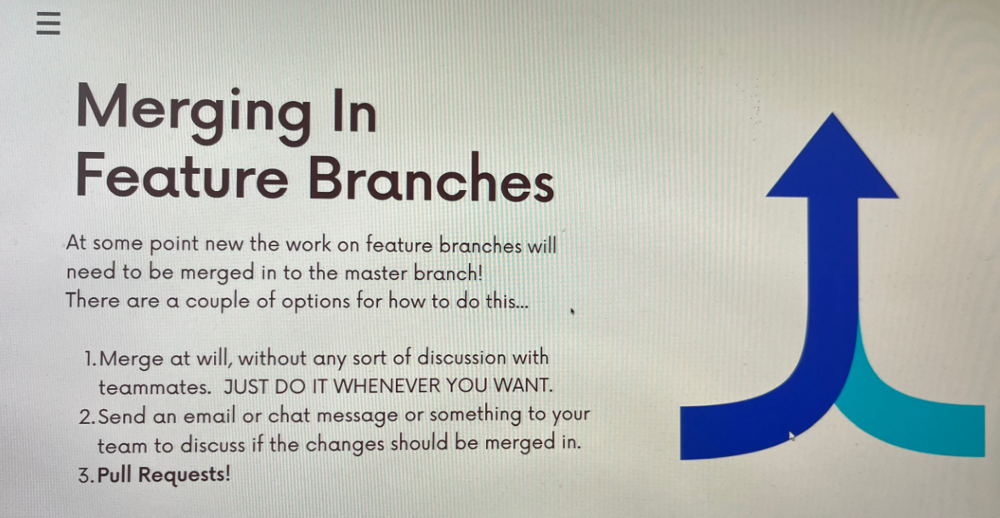 Merging In
Feature Branches
At some point new the work on feature branches will
need to be merged in to the master branch!
There are a couple of options for how to do this...
1.Merge at will, without any sort of discussion with
teammates. JUST DO IT WHENEVER YOU WANT.
2.Send an email or chat message or something to your
team to discuss if the changes should be merged in.
3.Pull Requests!